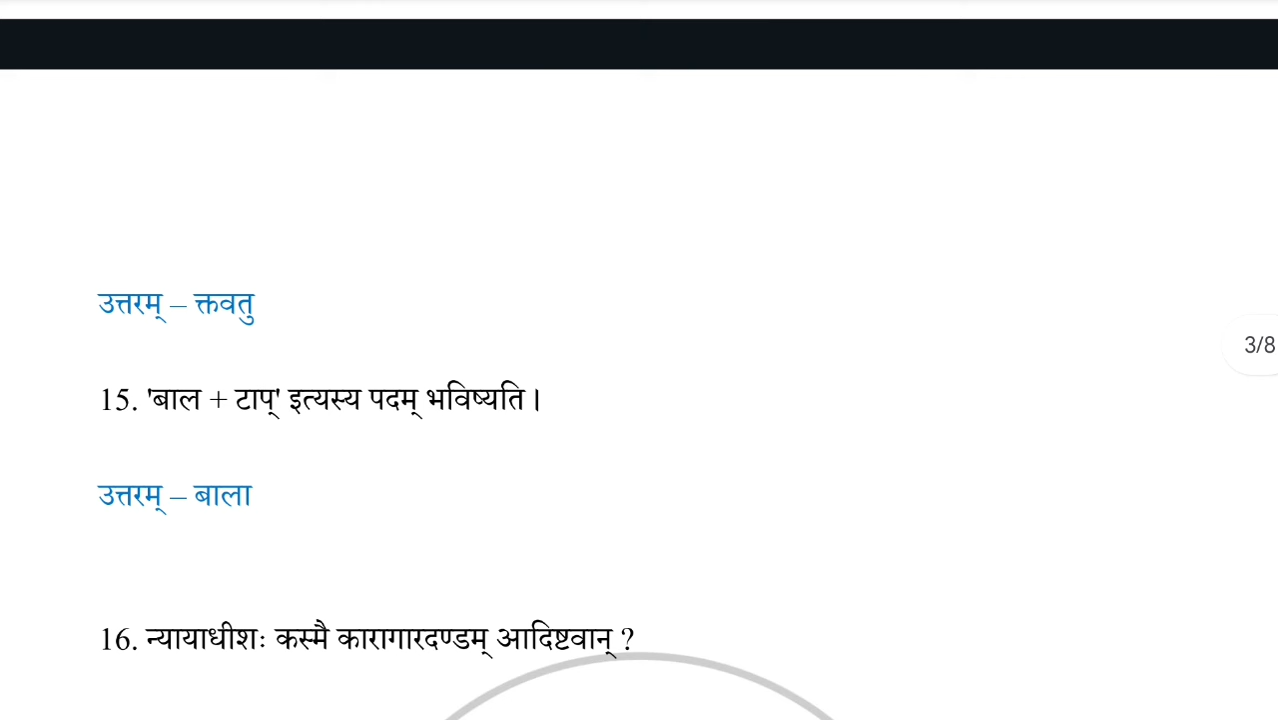 उत्तरम् – क्तवतु
3/8
15. 'बाल + टाप्' इत्यस्य पदम् भविष्यति।
उत्तरम् – बाला
16. न्यायाधीशः कस्मै कारागारदण्डम् आदिष्टवान् ?